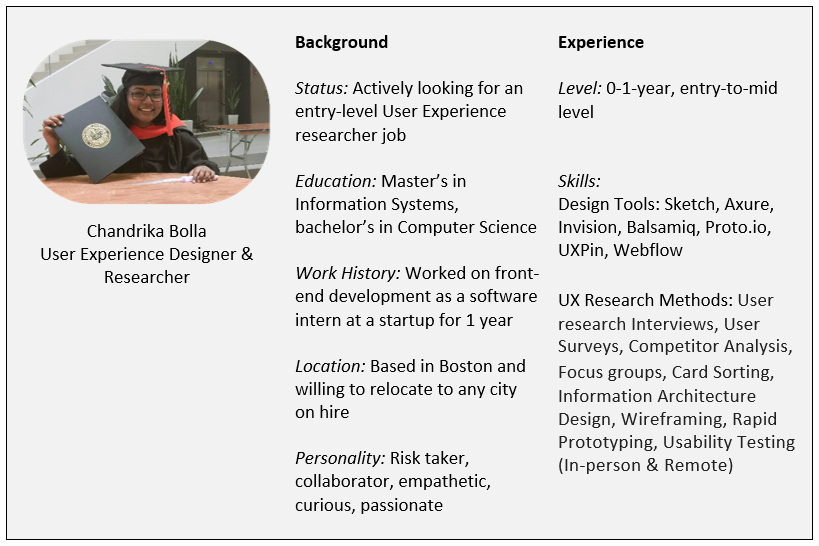 Chandrika Bolla
User Experience Designer &
Researcher
Background
Status: Actively looking for an
entry-level User Experience
researcher job
Education: Master’s in
Information Systems,
bachelor’s in Computer Science
Work History: Worked on front-
end development as a software
intern at a startup for 1 year
Location: Based in Boston and
willing to relocate to any city
on hire
Personality: Risk taker,
collaborator, empathetic,
curious, passionate
Experience
Level: 0-1-year, entry-to-mid
level
Skills:
Design Tools: Sketch, Axure,
Invision, Balsamiq, Proto.io,
UXPin, Webflow
UX Research Methods: User
research Interviews, User
Surveys, Competitor Analysis,
Focus groups, Card Sorting,
Information Architecture
Design, Wireframing, Rapid
Prototyping, Usability Testing
(In-person & Remote)